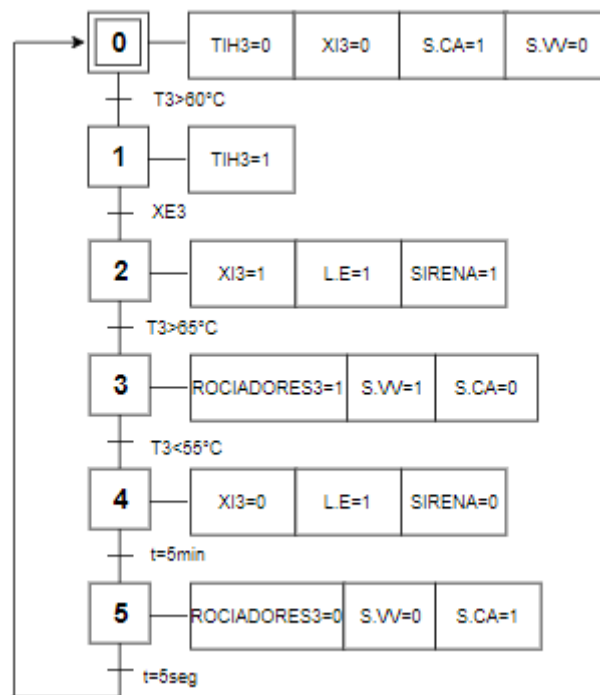 0 TIH3=0 XI3=0 S.CA=1 S.VV=0
T3>60°C
1 TIH3=1
XE3
2 XI3=1 L.E=1 SIRENA=1
T3>65°C
3 ROCIADORES3=1 S.VV=1 S.CA=0
T3<55°C
4 XI3=0 L.E=1 SIRENA=0
t=5min
5 ROCIADORES3=0 S.VV=0 S.CA=1
t=5seg